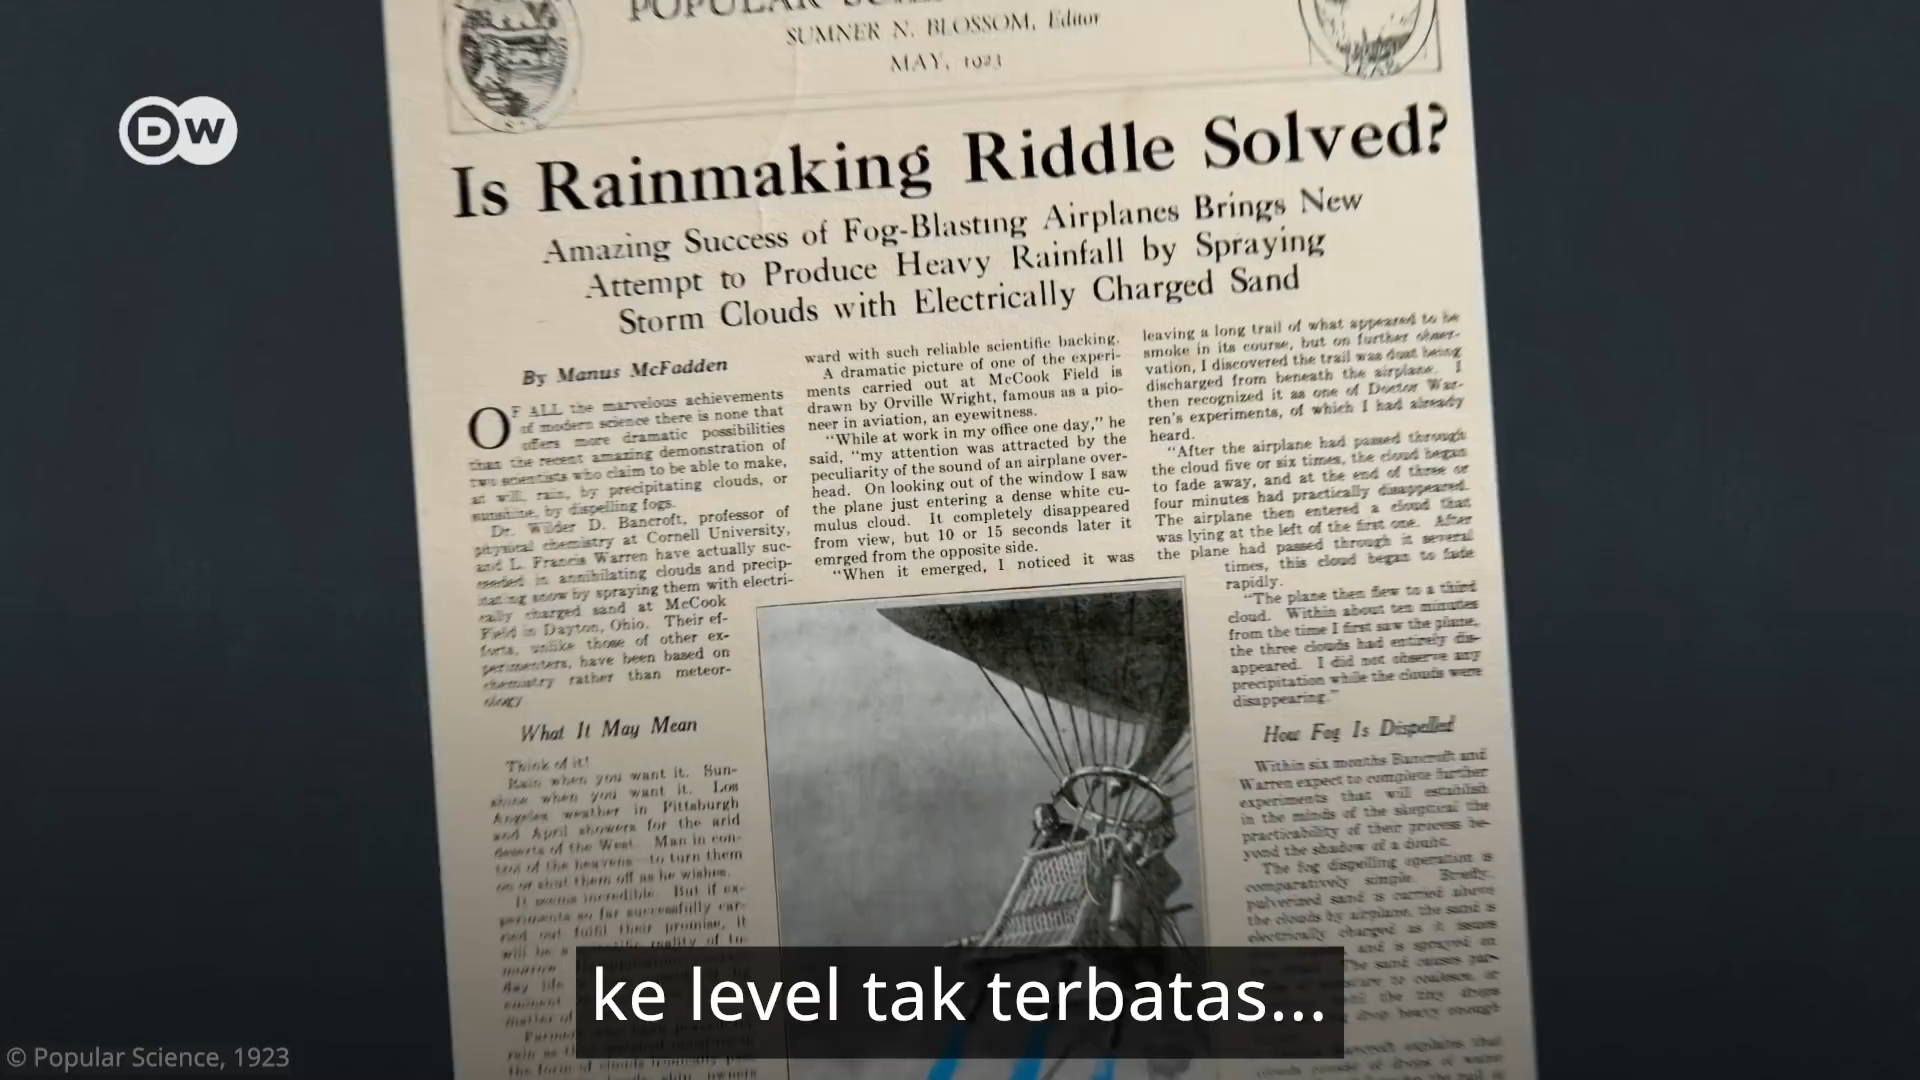 POPULAR
SUMNER N. BLOSSOM, Editor
MAY, 1923
DW
Is Rainmaking Riddle Solved?
Amazing Success of Fog-Blasting Airplanes Brings New
Attempt to Produce Heavy Rainfall by Spraying
Storm Clouds with Electrically Charged Sand
By Manus McFadden
OF ALL the marvelous achievements
of modern science there is none that
offers more dramatic possibilities
than the recent amazing demonstration of
two scientists who claim to be able to make,
at will, rain, by precipitating clouds, or
sunshine, by dispelling fogs.
Dr. Wilder D. Bancroft, professor of
physical chemistry at Cornell University,
and L. Francis Warren have actually suc-
ceeded in annihilating clouds and precip-
itating snow by spraying them with electri-
cally charged sand at McCook
Field in Dayton, Ohio. Their ef-
forts, unlike those of other ex-
perimenters, have been based on
chemistry rather than meteor-
ology.
What It May Mean
Think of it!
Rain when you want it. Sun-
shine when you want it. Los
Angeles weather in Pittsburgh
and April showers for the arid
deserts of the West. Man in con-
trol of the heavens to turn them
on or shut them off as he wishes.
It seems incredible. But if ex-
periments so far successfully car-
ried out fulfil their promise, it
will be a
ward with such reliable scientific backing.
A dramatic picture of one of the experi-
ments carried out at McCook Field is
drawn by Orville Wright, famous as a pio-
neer in aviation, an eyewitness.
"While at work in my office one day," he
said, "my attention was attracted by the
peculiarity of the sound of an airplane over-
head. On looking out of the window I saw
the plane just entering a dense white cu-
mulus cloud. It completely disappeared
from view, but 10 or 15 seconds later it
emrged from the opposite side.
"When it emerged, I noticed it was
leaving a long trail of what appeared to be
smoke in its course, but on further obser-
vation, I discovered the trail was dust being
discharged from beneath the airplane. I
then recognized it as one of Doctor War-
ren's experiments, of which I had already
heard.
"After the airplane had passed through
the cloud five or six times, the cloud began
to fade away, and at the end of three or
four minutes had practically disappeared.
The airplane then entered a cloud that
was lying at the left of the first one. After
the plane had passed through it several
times, this cloud began to fade
rapidly.
"The plane then flew to a third
cloud. Within about ten minutes
from the time I first saw the plane,
the three clouds had entirely dis-
appeared. I did not observe any
precipitation while the clouds were
disappearing."
How Fog Is Dispelled
Within six months Bancroft and
Warren expect to complete further
experiments that will establish
in the minds of the skeptical the
practicability of their process be-
yond the shadow of a doubt.
The fog dispelling operation is
comparatively simple. Briefly,
pulverized sand is carried above
the clouds by airplane, the sand is
electrically charged as it issues
and is sprayed on
The sand causes par-
ke level tak terbatas...
© Popular Science, 1923